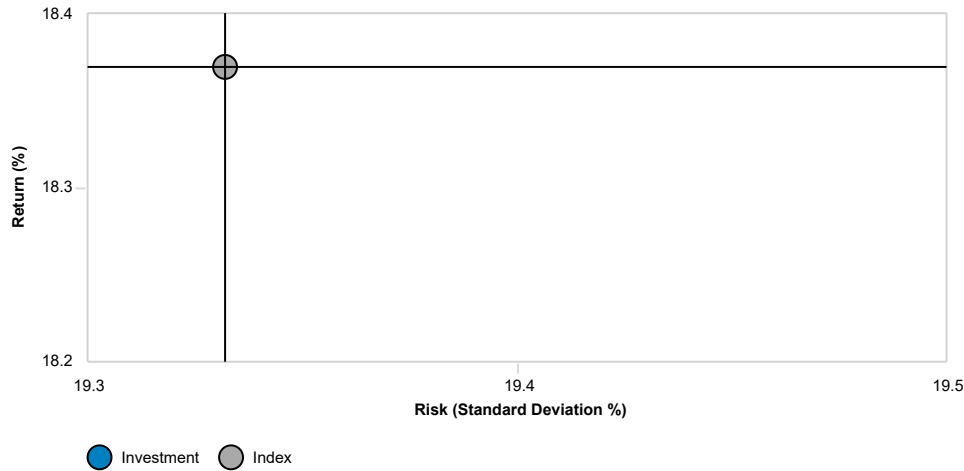 18.4
Return (%)
18.3
18.2
19.3 19.4 19.5
Risk (Standard Deviation %)
Investment Index